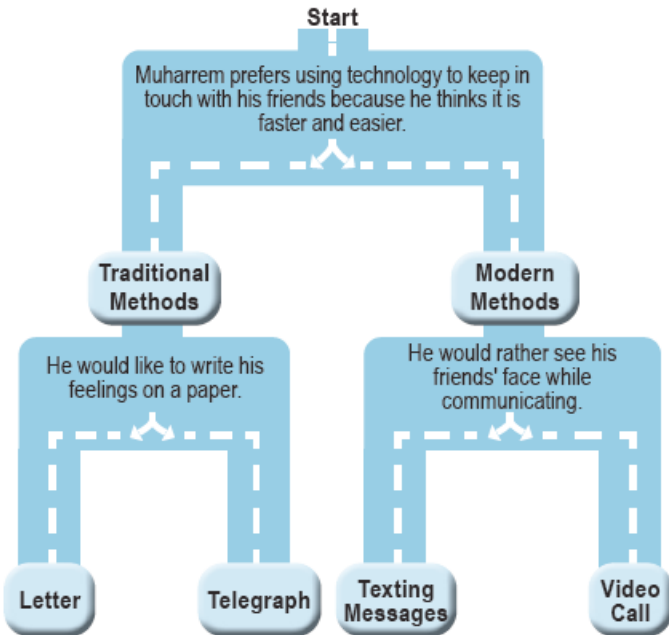 Start
Muharrem prefers using technology to keep in
touch with his friends because he thinks it is
faster and easier.
Traditional
Methods
Modern
Methods
He would like to write his
feelings on a paper.
He would rather see his
friends' face while
communicating.
Letter
Telegraph
Texting
Messages
Video
Call